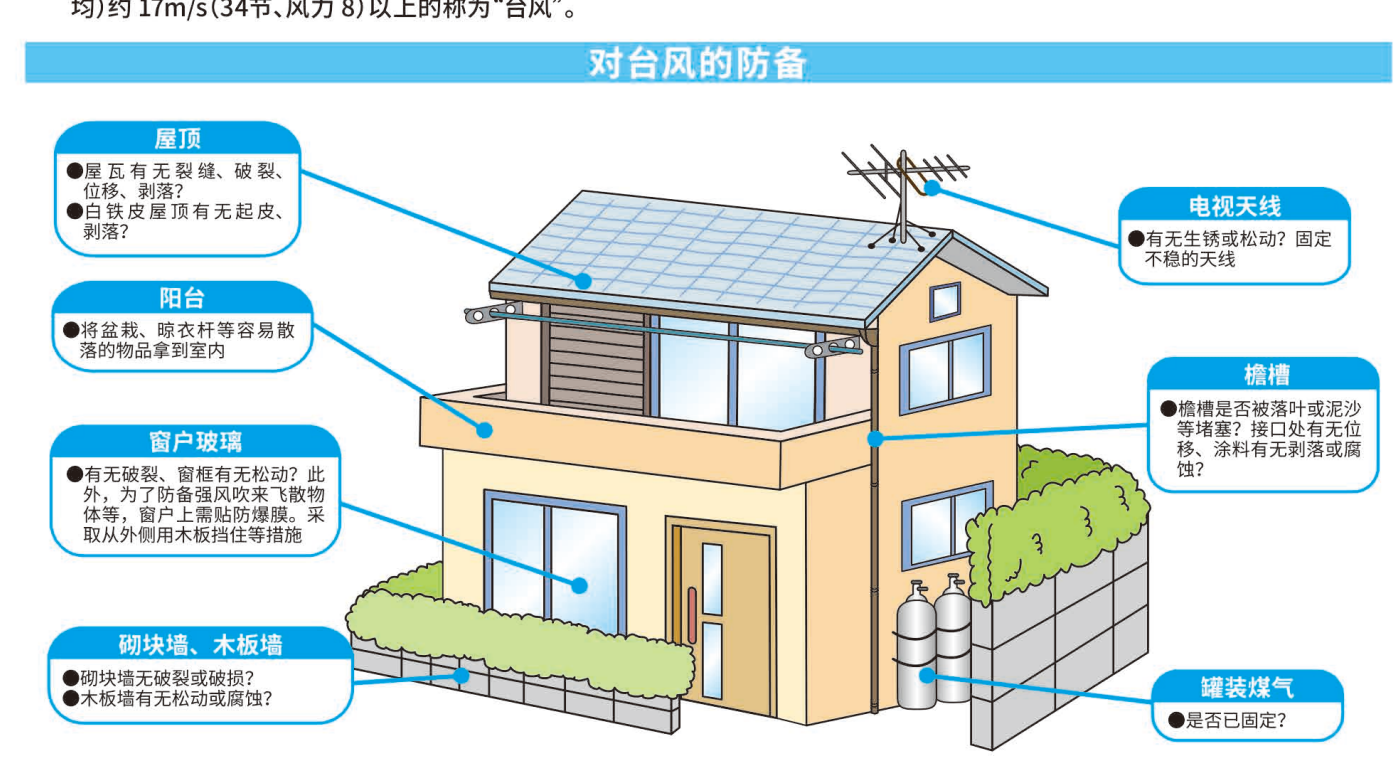 均)约 17m/s(34节、风力 8)以上的称为“台风”。
对台风的防备
屋顶
●屋瓦有无裂缝、破裂、
位移、剥落?
●白铁皮屋顶有无起皮、
剥落?
阳台
●将盆栽、晾衣杆等容易散
落的物品拿到室内
窗户玻璃
●有无破裂、窗框有无松动?此
外，为了防备强风吹来飞散物
体等，窗户上需贴防爆膜。采
取从外侧用木板挡住等措施
砌块墙、木板墙
●砌块墙无破裂或破损?
●木板墙有无松动或腐蚀?
电视天线
●有无生锈或松动?固定
不稳的天线
檐槽
●檐槽是否被落叶或泥沙
等堵塞?接口处有无位
移、涂料有无剥落或腐
蚀?
罐装煤气
●是否已固定?